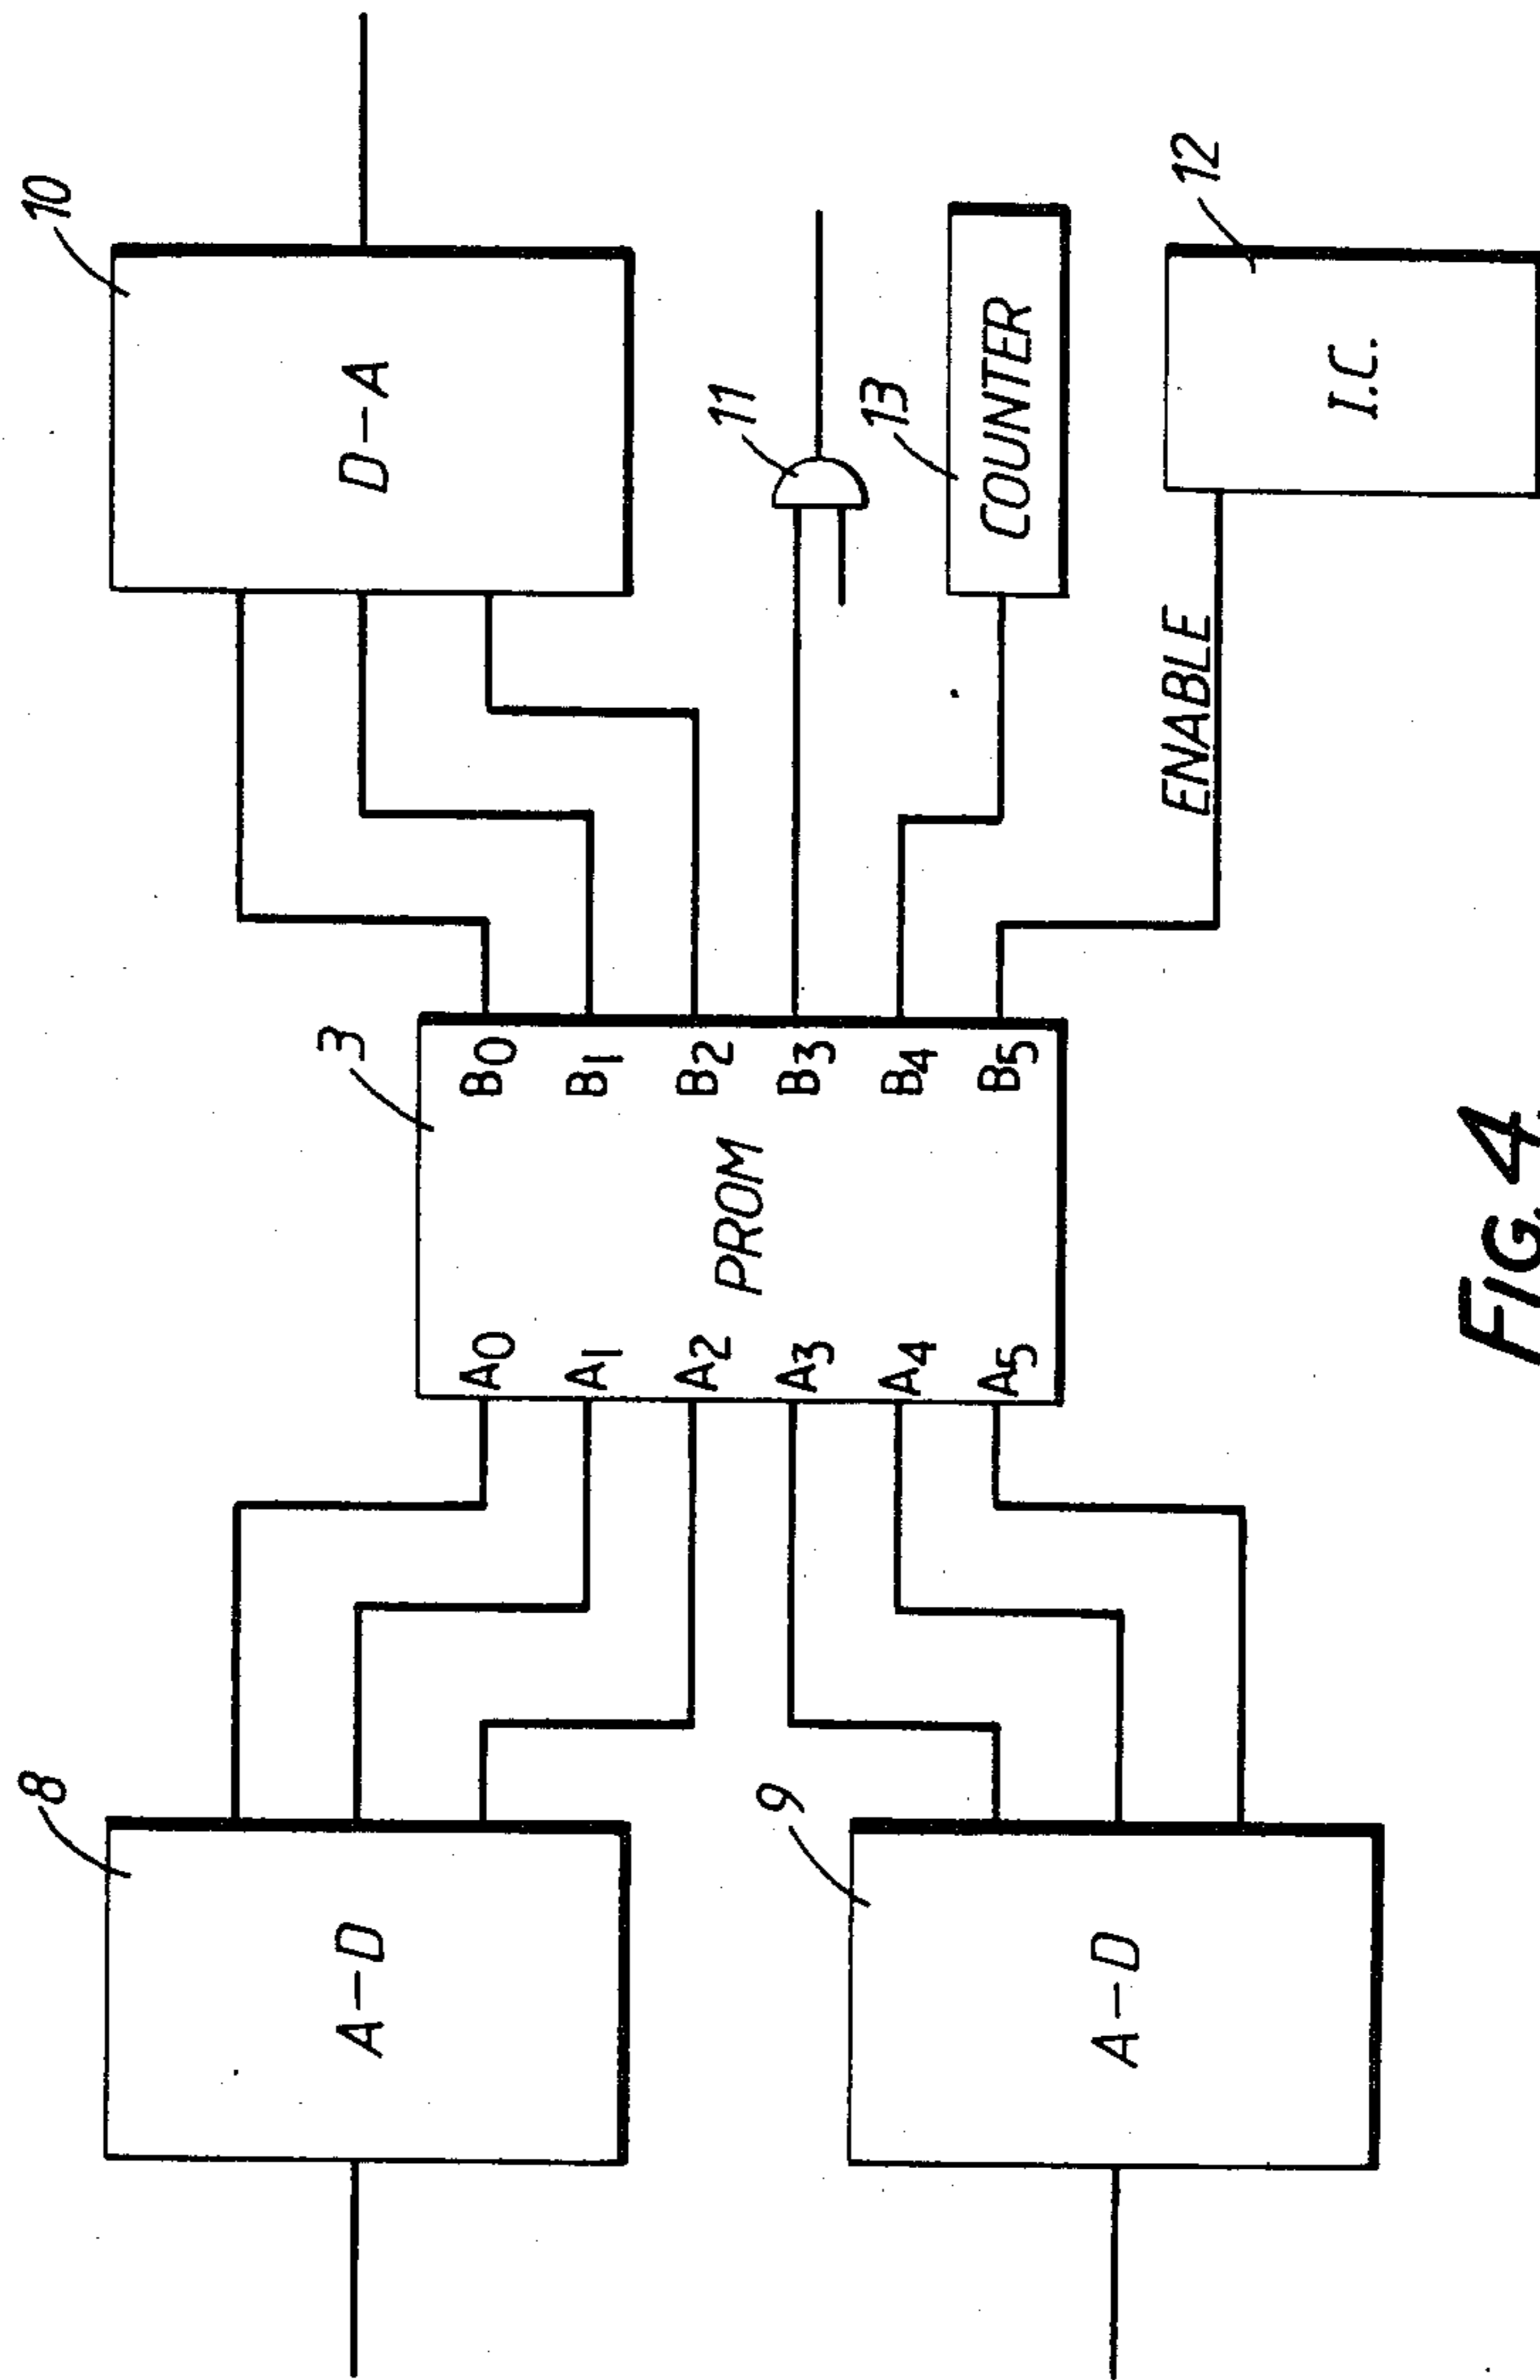 8
A-D
9
A-D
3
A0
A1
A2
A3
A4
A5
PROM
B0
B1
B2
B3
B4
B5
10
D-A
11
13
COUNTER
ENABLE
12
I.C.
FIG. 4.